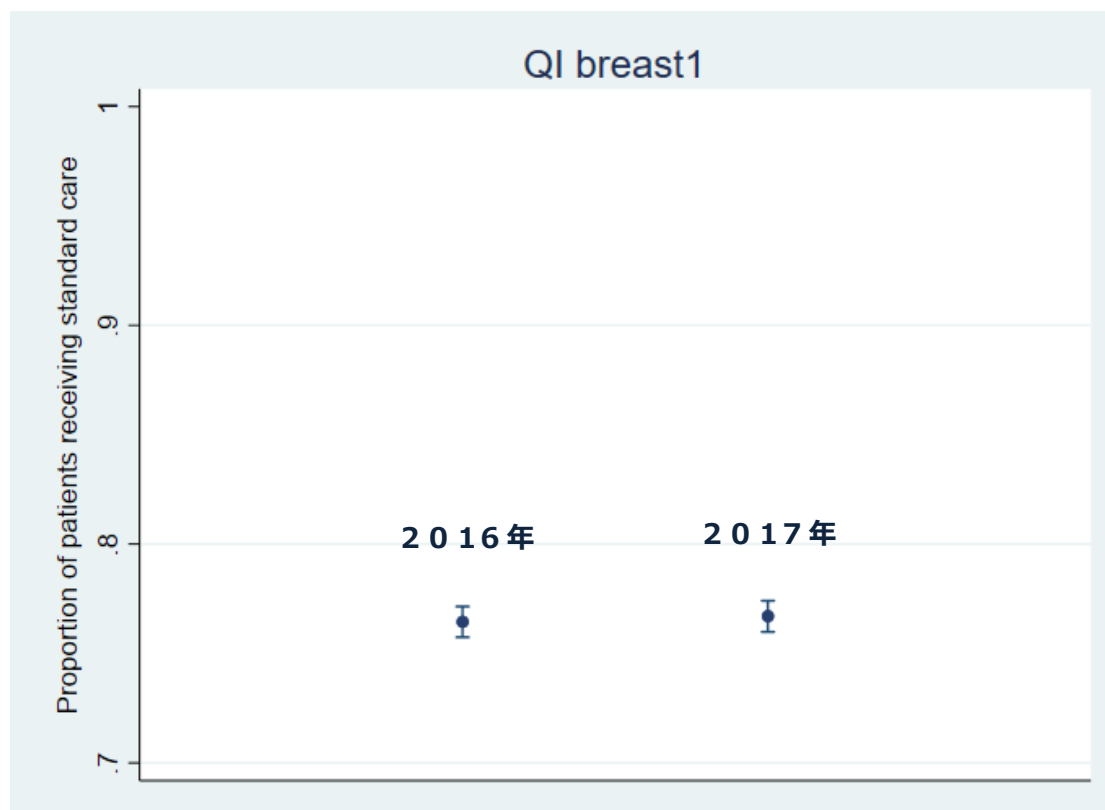 QI breast1
Proportion of patients receiving standard care
1
.9
.8
.7
２０１６年
２０１７年